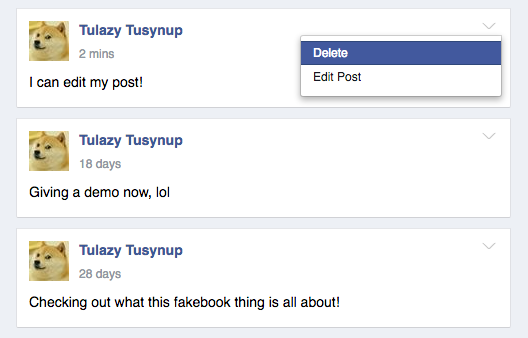 Tulazy Tusynup
2 mins
Delete
I can edit my post!
Edit Post
Tulazy Tusynup
18 days
Giving a demo now, lol
Tulazy Tusynup
28 days
Checking out what this fakebook thing is all about!